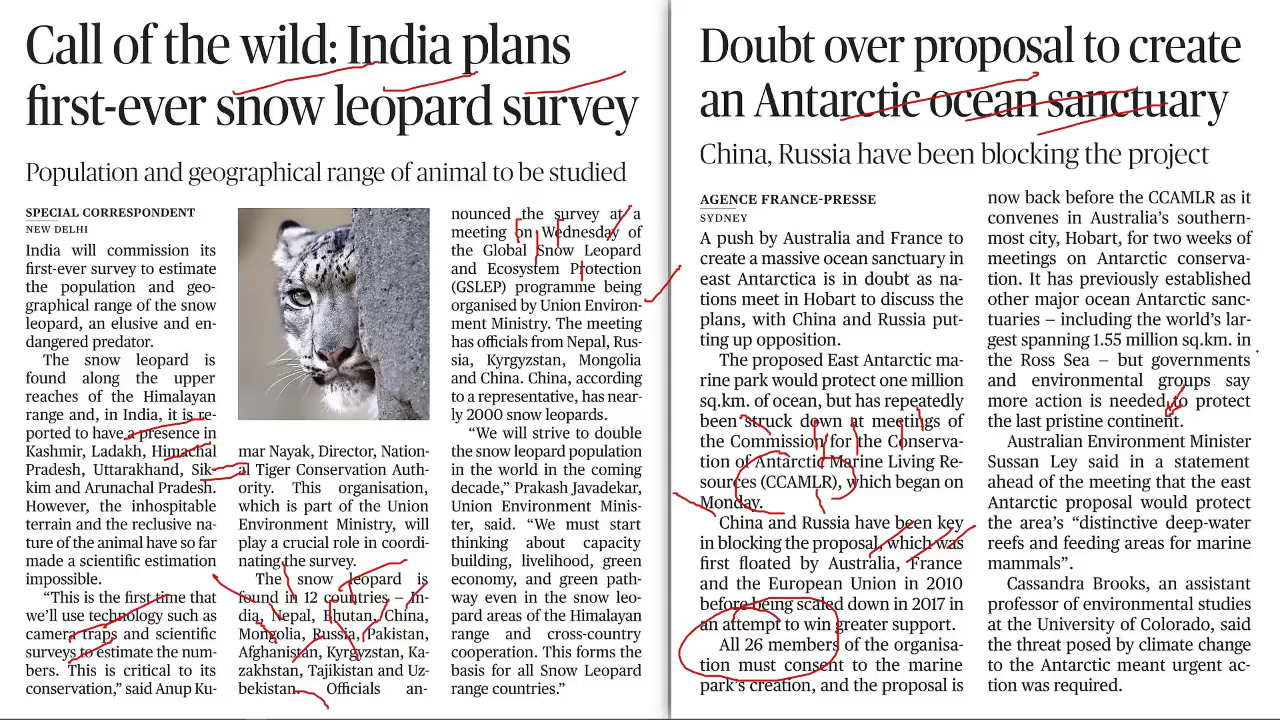 Call of the wild: India plans
first-ever snow leopard survey
Population and geographical range of animal to be studied
SPECIAL CORRESPONDENT
NEW DELHI
India will commission its
first-ever survey to estimate
the population and geo-
graphical range of the snow
leopard, an elusive and en-
dangered predator.
The snow leopard is
found along the upper
reaches of the Himalayan
range and, in India, it is re-
ported to have a presence in
Kashmir, Ladakh, Himachal
Pradesh, Uttarakhand, Sik-
kim and Arunachal Pradesh.
However, the inhospitable
terrain and the reclusive na-
ture of the animal have so far
made a scientific estimation
impossible.
“This is the first time that
we’ll use technology such as
camera traps and scientific
surveys to estimate the num-
bers. This is critical to its
conservation,” said Anup Ku-
mar Nayak, Director, Nation-
al Tiger Conservation Auth-
ority. This organisation,
which is part of the Union
Environment Ministry, will
play a crucial role in coordi-
nating the survey.
The snow leopard is
found in 12 countries – In-
dia, Nepal, Bhutan, China,
Mongolia, Russia, Pakistan,
Afghanistan, Kyrgyzstan, Ka-
zakhstan, Tajikistan and Uz-
bekistan. Officials an-
nounced the survey at a
meeting on Wednesday of
the Global Snow Leopard
and Ecosystem Protection
(GSLEP) programme being
organised by Union Environ-
ment Ministry. The meeting
has officials from Nepal, Rus-
sia, Kyrgyzstan, Mongolia
and China. China, according
to a representative, has near-
ly 2000 snow leopards.
“We will strive to double
the snow leopard population
in the world in the coming
decade,” Prakash Javadekar,
Union Environment Minis-
ter, said. “We must start
thinking about capacity
building, livelihood, green
economy, and green path-
way even in the snow leo-
pard areas of the Himalayan
range and cross-country
cooperation. This forms the
basis for all Snow Leopard
range countries.”
Doubt over proposal to create
an Antarctic ocean sanctuary
China, Russia have been blocking the project
AGENCE FRANCE-PRESSE
SYDNEY
A push by Australia and France to
create a massive ocean sanctuary in
east Antarctica is in doubt as na-
tions meet in Hobart to discuss the
plans, with China and Russia put-
ting up opposition.
The proposed East Antarctic ma-
rine park would protect one million
sq.km. of ocean, but has repeatedly
been struck down at meetings of
the Commission for the Conserva-
tion of Antarctic Marine Living Re-
sources (CCAMLR), which began on
Monday.
China and Russia have been key
in blocking the proposal, which was
first floated by Australia, France
and the European Union in 2010
before being scaled down in 2017 in
an attempt to win greater support.
All 26 members of the organisa-
tion must consent to the marine
park’s creation, and the proposal is
now back before the CCAMLR as it
convenes in Australia’s southern-
most city, Hobart, for two weeks of
meetings on Antarctic conserva-
tion. It has previously established
other major ocean Antarctic sanc-
tuaries – including the world’s lar-
gest spanning 1.55 million sq.km. in
the Ross Sea – but governments
and environmental groups say
more action is needed to protect
the last pristine continent.
Australian Environment Minister
Sussan Ley said in a statement
ahead of the meeting that the east
Antarctic proposal would protect
the area’s “distinctive deep-water
reefs and feeding areas for marine
mammals”.
Cassandra Brooks, an assistant
professor of environmental studies
at the University of Colorado, said
the threat posed by climate change
to the Antarctic meant urgent ac-
tion was required.